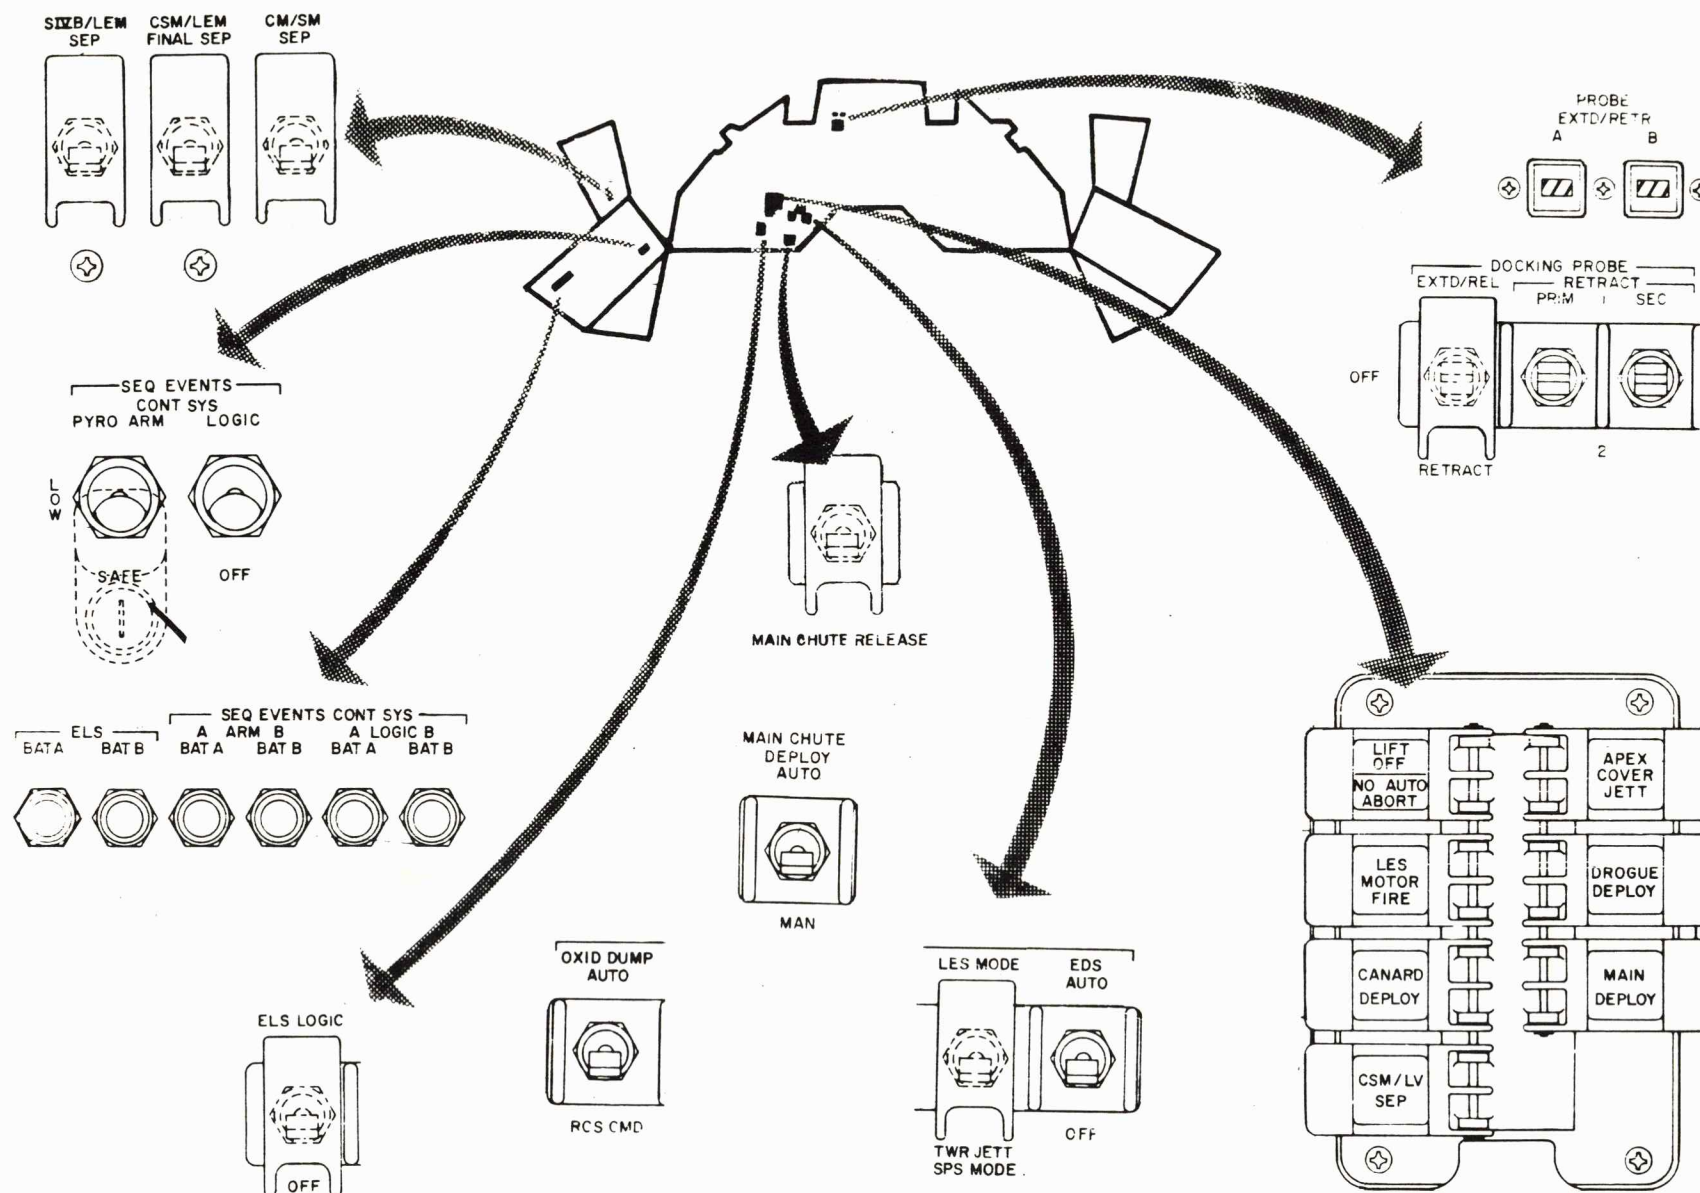 SIVB/LEM
SEP
CSM/LEM
FINAL SEP
CM/SM
SEP
PROBE
EXTD/RETR
A
B
DOCKING PROBE
EXTD/REL
RETRACT
PRIM
1
SEC
OFF
RETRACT
2
SEQ EVENTS
CONT SYS
PYRO ARM
LOGIC
LOW
SAFE
OFF
MAIN CHUTE RELEASE
SEQ EVENTS CONT SYS
ELS
A ARM B
A LOGIC B
BAT A
BAT B
BAT A
BAT B
BAT A
BAT B
MAIN CHUTE
DEPLOY
AUTO
MAN
OXID DUMP
AUTO
RCS CMD
ELS LOGIC
OFF
LES MODE
EDS
AUTO
TWR JETT
SPS MODE
OFF
LIFT
OFF
NO AUTO
ABORT
APEX
COVER
JETT
LES
MOTOR
FIRE
DROGUE
DEPLOY
CANARD
DEPLOY
MAIN
DEPLOY
CSM/LV
SEP